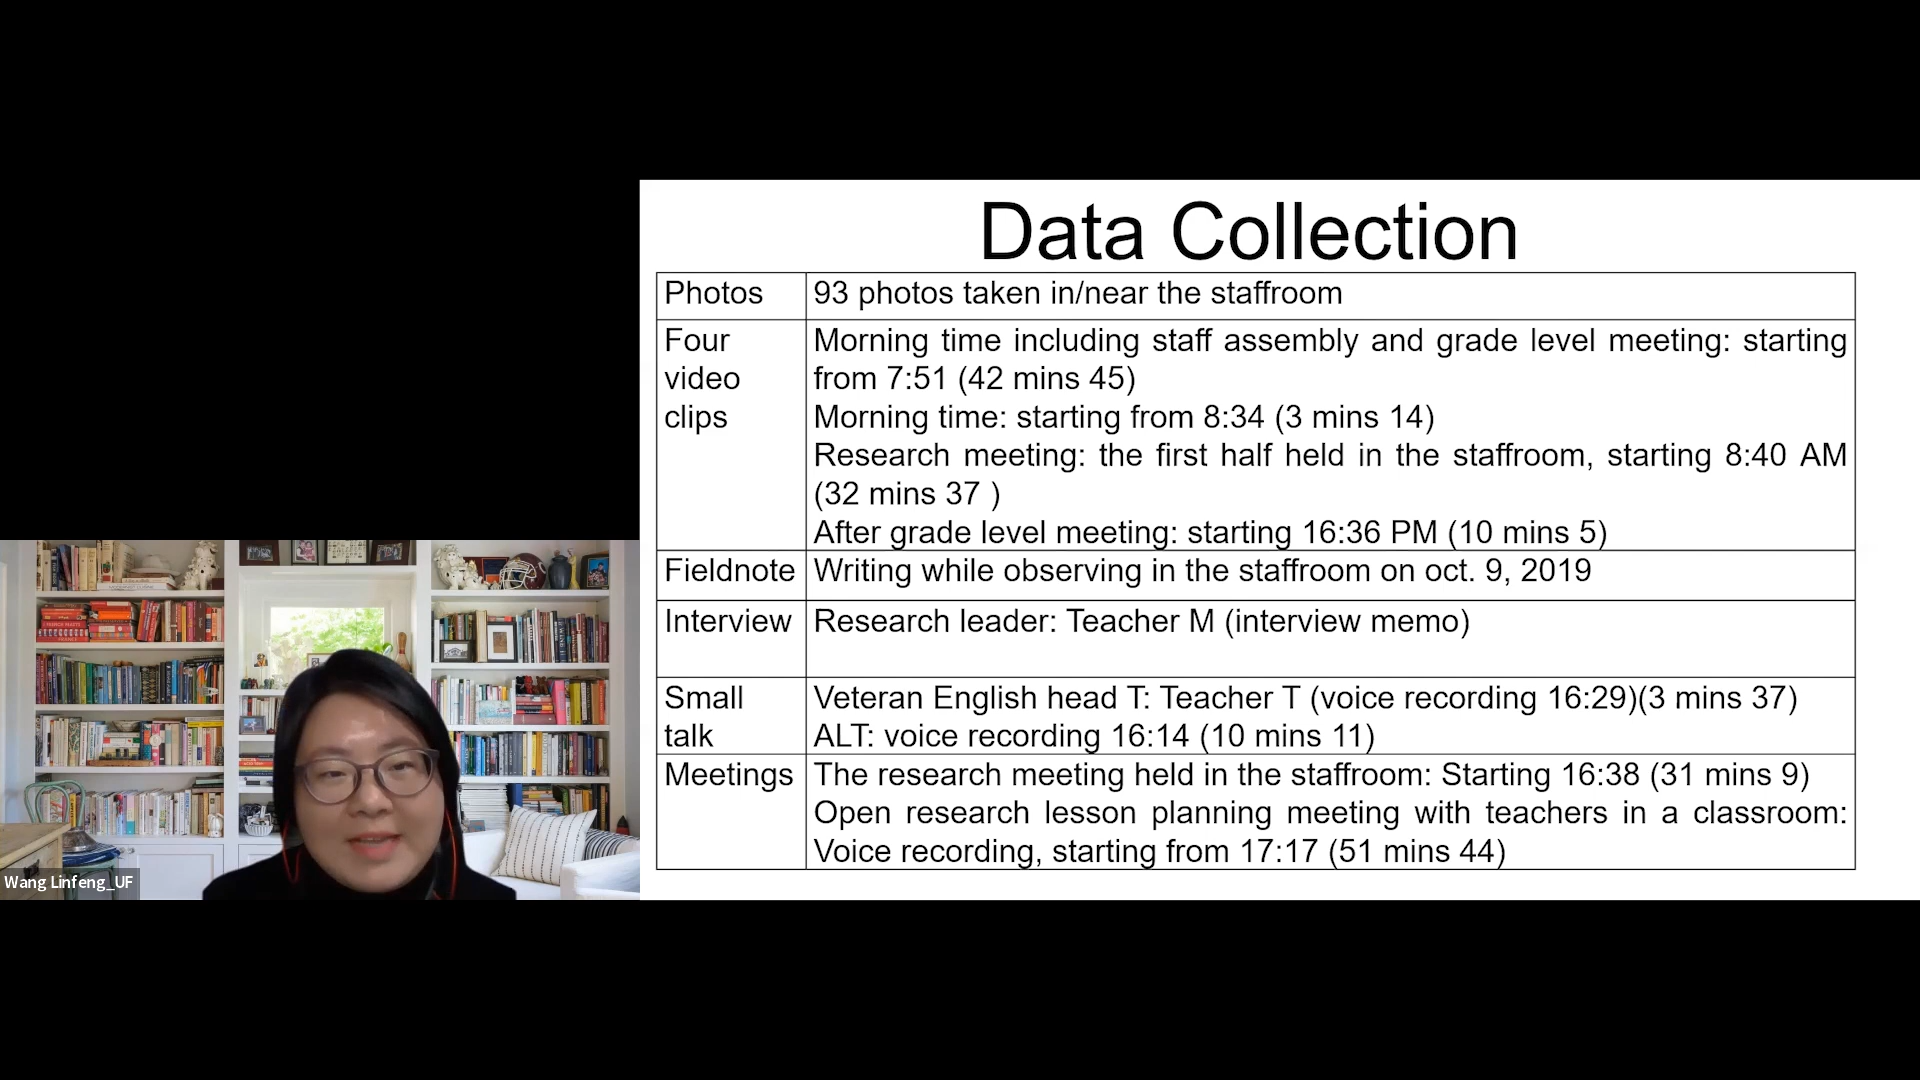 Data Collection
Photos
93 photos taken in/near the staffroom
Four
video
clips
Morning time including staff assembly and grade level meeting: starting
from 7:51 (42 mins 45)
Morning time: starting from 8:34 (3 mins 14)
Research meeting: the first half held in the staffroom, starting 8:40 AM
(32 mins 37 )
After grade level meeting: starting 16:36 PM (10 mins 5)
Fieldnote
Writing while observing in the staffroom on oct. 9, 2019
Interview
Research leader: Teacher M (interview memo)
Small
talk
Veteran English head T: Teacher T (voice recording 16:29)(3 mins 37)
ALT: voice recording 16:14 (10 mins 11)
Meetings
The research meeting held in the staffroom: Starting 16:38 (31 mins 9)
Open research lesson planning meeting with teachers in a classroom:
Voice recording, starting from 17:17 (51 mins 44)
Wang Linfeng_UF